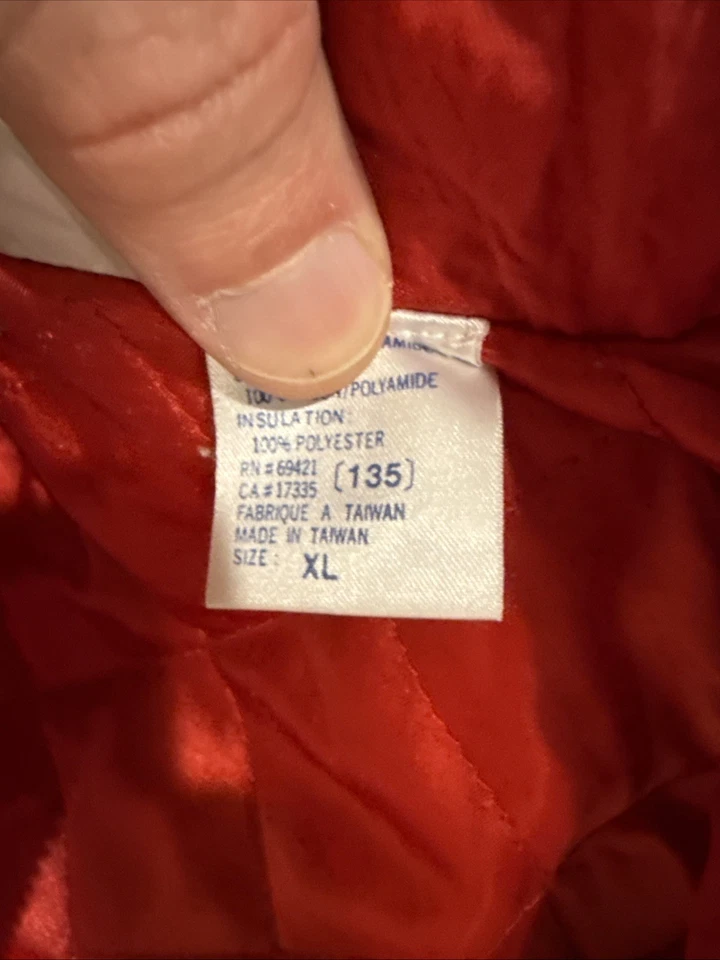 /POLYAMIDE
INSULATION:
100% POLYESTER
RN # 69421
CA # 17335 (135)
FABRIQUE A TAIWAN
MADE IN TAIWAN
SIZE: XL